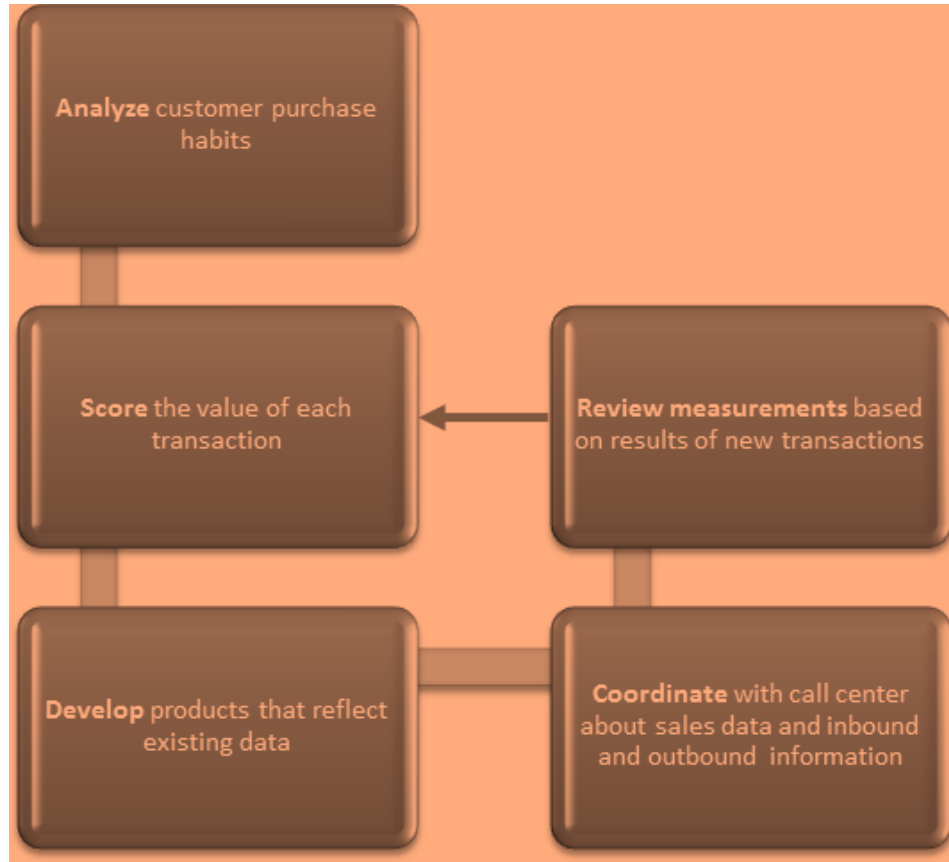 Analyze customer purchase
habits
Score the value of each
transaction
Review measurements based
on results of new transactions
Develop products that reflect
existing data
Coordinate with call center
about sales data and inbound
and outbound information